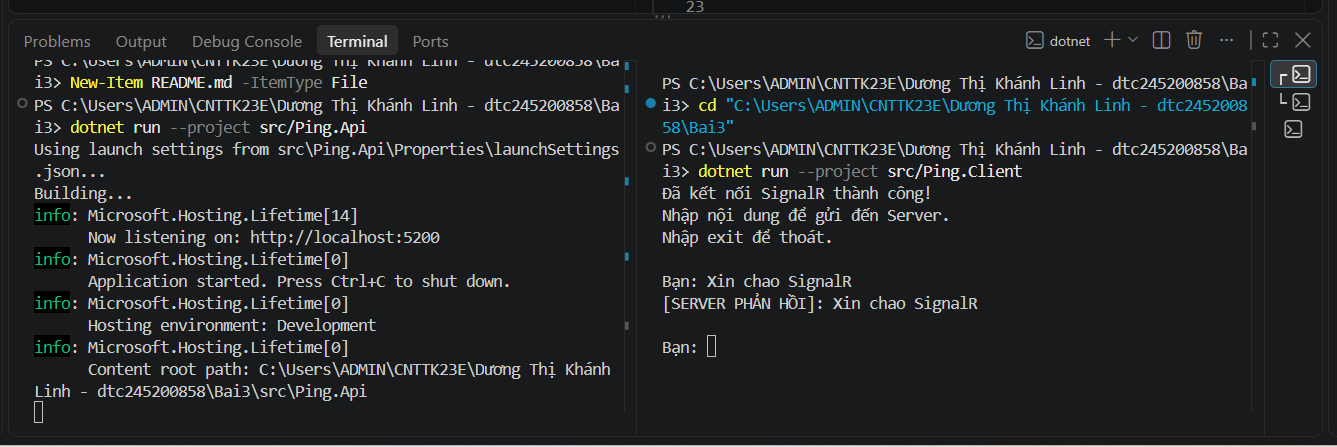 23
Problems Output Debug Console Terminal Ports
dotnet
PS C:\Users\ADMIN\CNTTK23E\Dương Thị Khánh Linh - dtc245200858\Ba
i3> New-Item README.md -ItemType File
PS C:\Users\ADMIN\CNTTK23E\Dương Thị Khánh Linh - dtc245200858\Ba
i3> dotnet run --project src/Ping.Api
Using launch settings from src\Ping.Api\Properties\launchSettings
.json...
Building...
info: Microsoft.Hosting.Lifetime[14]
Now listening on: http://localhost:5200
info: Microsoft.Hosting.Lifetime[0]
Application started. Press Ctrl+C to shut down.
info: Microsoft.Hosting.Lifetime[0]
Hosting environment: Development
info: Microsoft.Hosting.Lifetime[0]
Content root path: C:\Users\ADMIN\CNTTK23E\Dương Thị Khánh
Linh - dtc245200858\Bai3\src\Ping.Api
PS C:\Users\ADMIN\CNTTK23E\Dương Thị Khánh Linh - dtc245200858\Ba
i3> cd "C:\Users\ADMIN\CNTTK23E\Dương Thị Khánh Linh - dtc2452008
58\Bai3"
PS C:\Users\ADMIN\CNTTK23E\Dương Thị Khánh Linh - dtc245200858\Ba
i3> dotnet run --project src/Ping.Client
Đã kết nối SignalR thành công!
Nhập nội dung để gửi đến Server.
Nhập exit để thoát.
Bạn: Xin chao SignalR
[SERVER PHẢN HỒI]: Xin chao SignalR
Bạn: